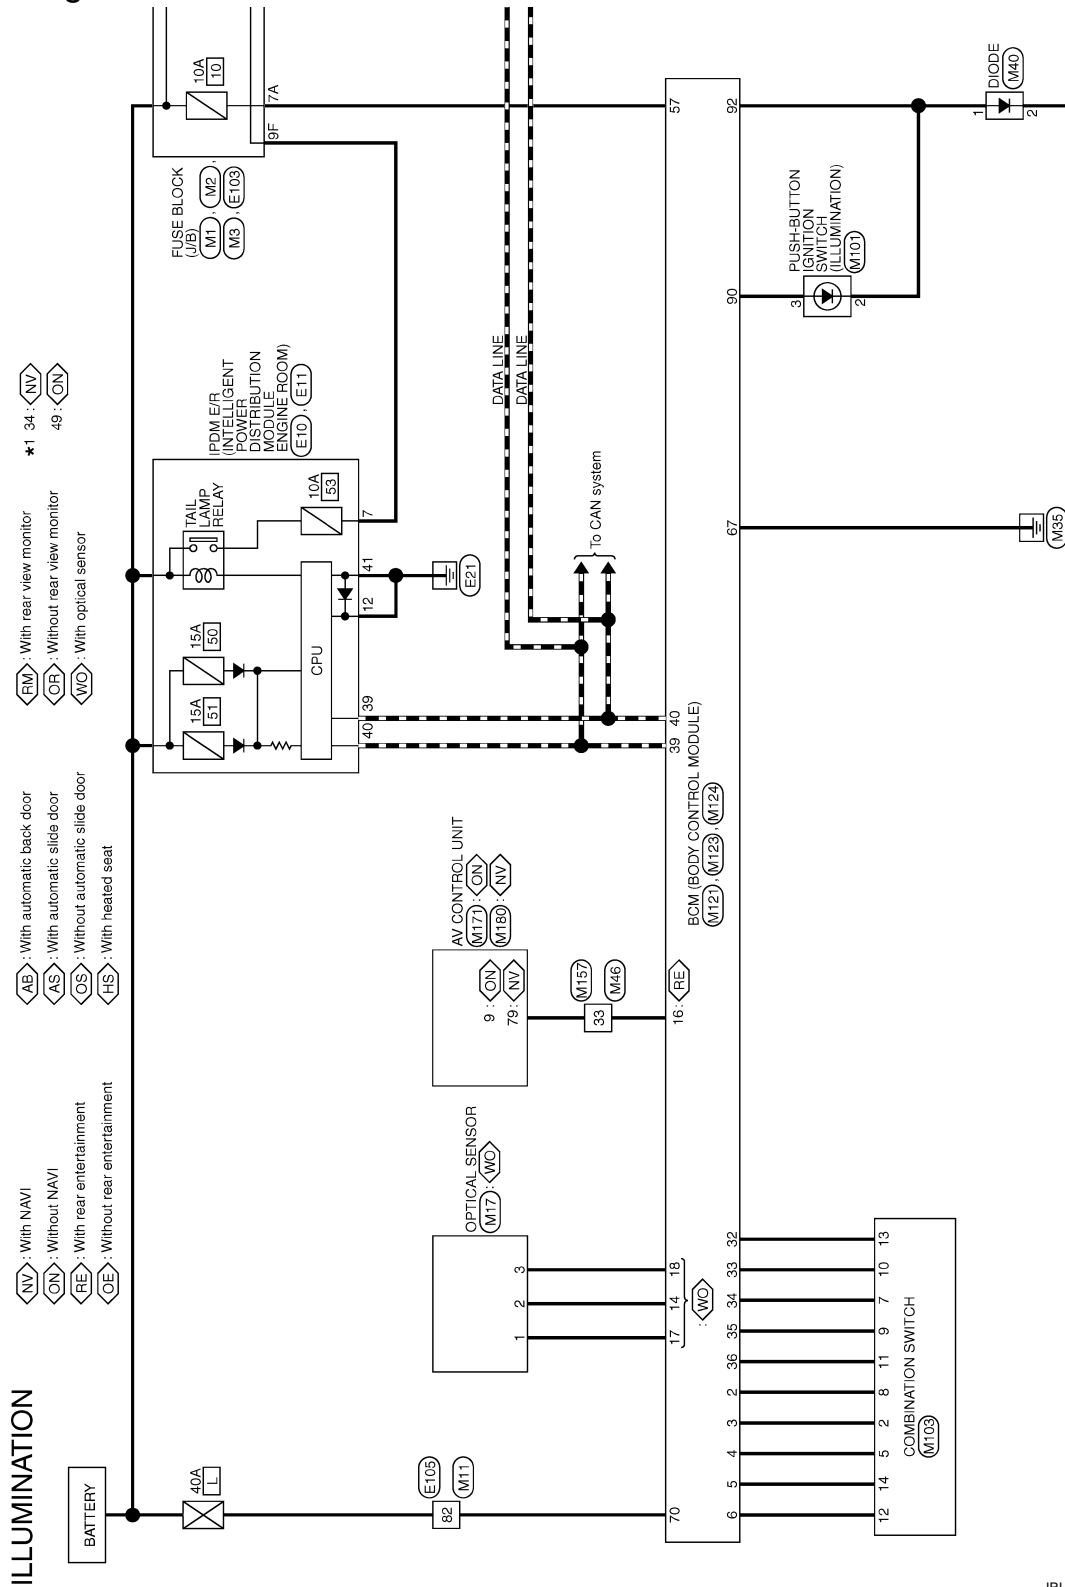 ILLUMINATION
NV : With NAVI
ON : Without NAVI
RE : With rear entertainment
OE : Without rear entertainment
AB : With automatic back door
AS : With automatic slide door
OS : Without automatic slide door
HS : With heated seat
RM : With rear view monitor
OR : Without rear view monitor
WO : With optical sensor
*1 34 : NV
49 : ON
BATTERY
40A
L
E105
M11
82
70
15A
51
15A
50
TAIL
LAMP
RELAY
10A
53
CPU
40
39
12
41
7
E21
IPDM E/R
(INTELLIGENT
POWER
DISTRIBUTION
MODULE
ENGINE ROOM)
E10 , E11
FUSE BLOCK
(J/B)
M1 , M2 ,
M3 , E103
10A
10
7A
9F
OPTICAL SENSOR
M17 : WO
1 2 3
17 14 18
: WO
AV CONTROL UNIT
M171 : ON
M180 : NV
9 : ON
79 : NV
M157
M46
33
16 : RE
DATA LINE
DATA LINE
To CAN system
39 40
57
BCM (BODY CONTROL MODULE)
M121 , M123 , M124
6 5 4 3 2 36 35 34 33 32
67
90
92
12 14 5 2 8 11 9 7 10 13
COMBINATION SWITCH
M103
M35
PUSH-BUTTON
IGNITION
SWITCH
(ILLUMINATION)
M101
3
2
DIODE
M40
1
2